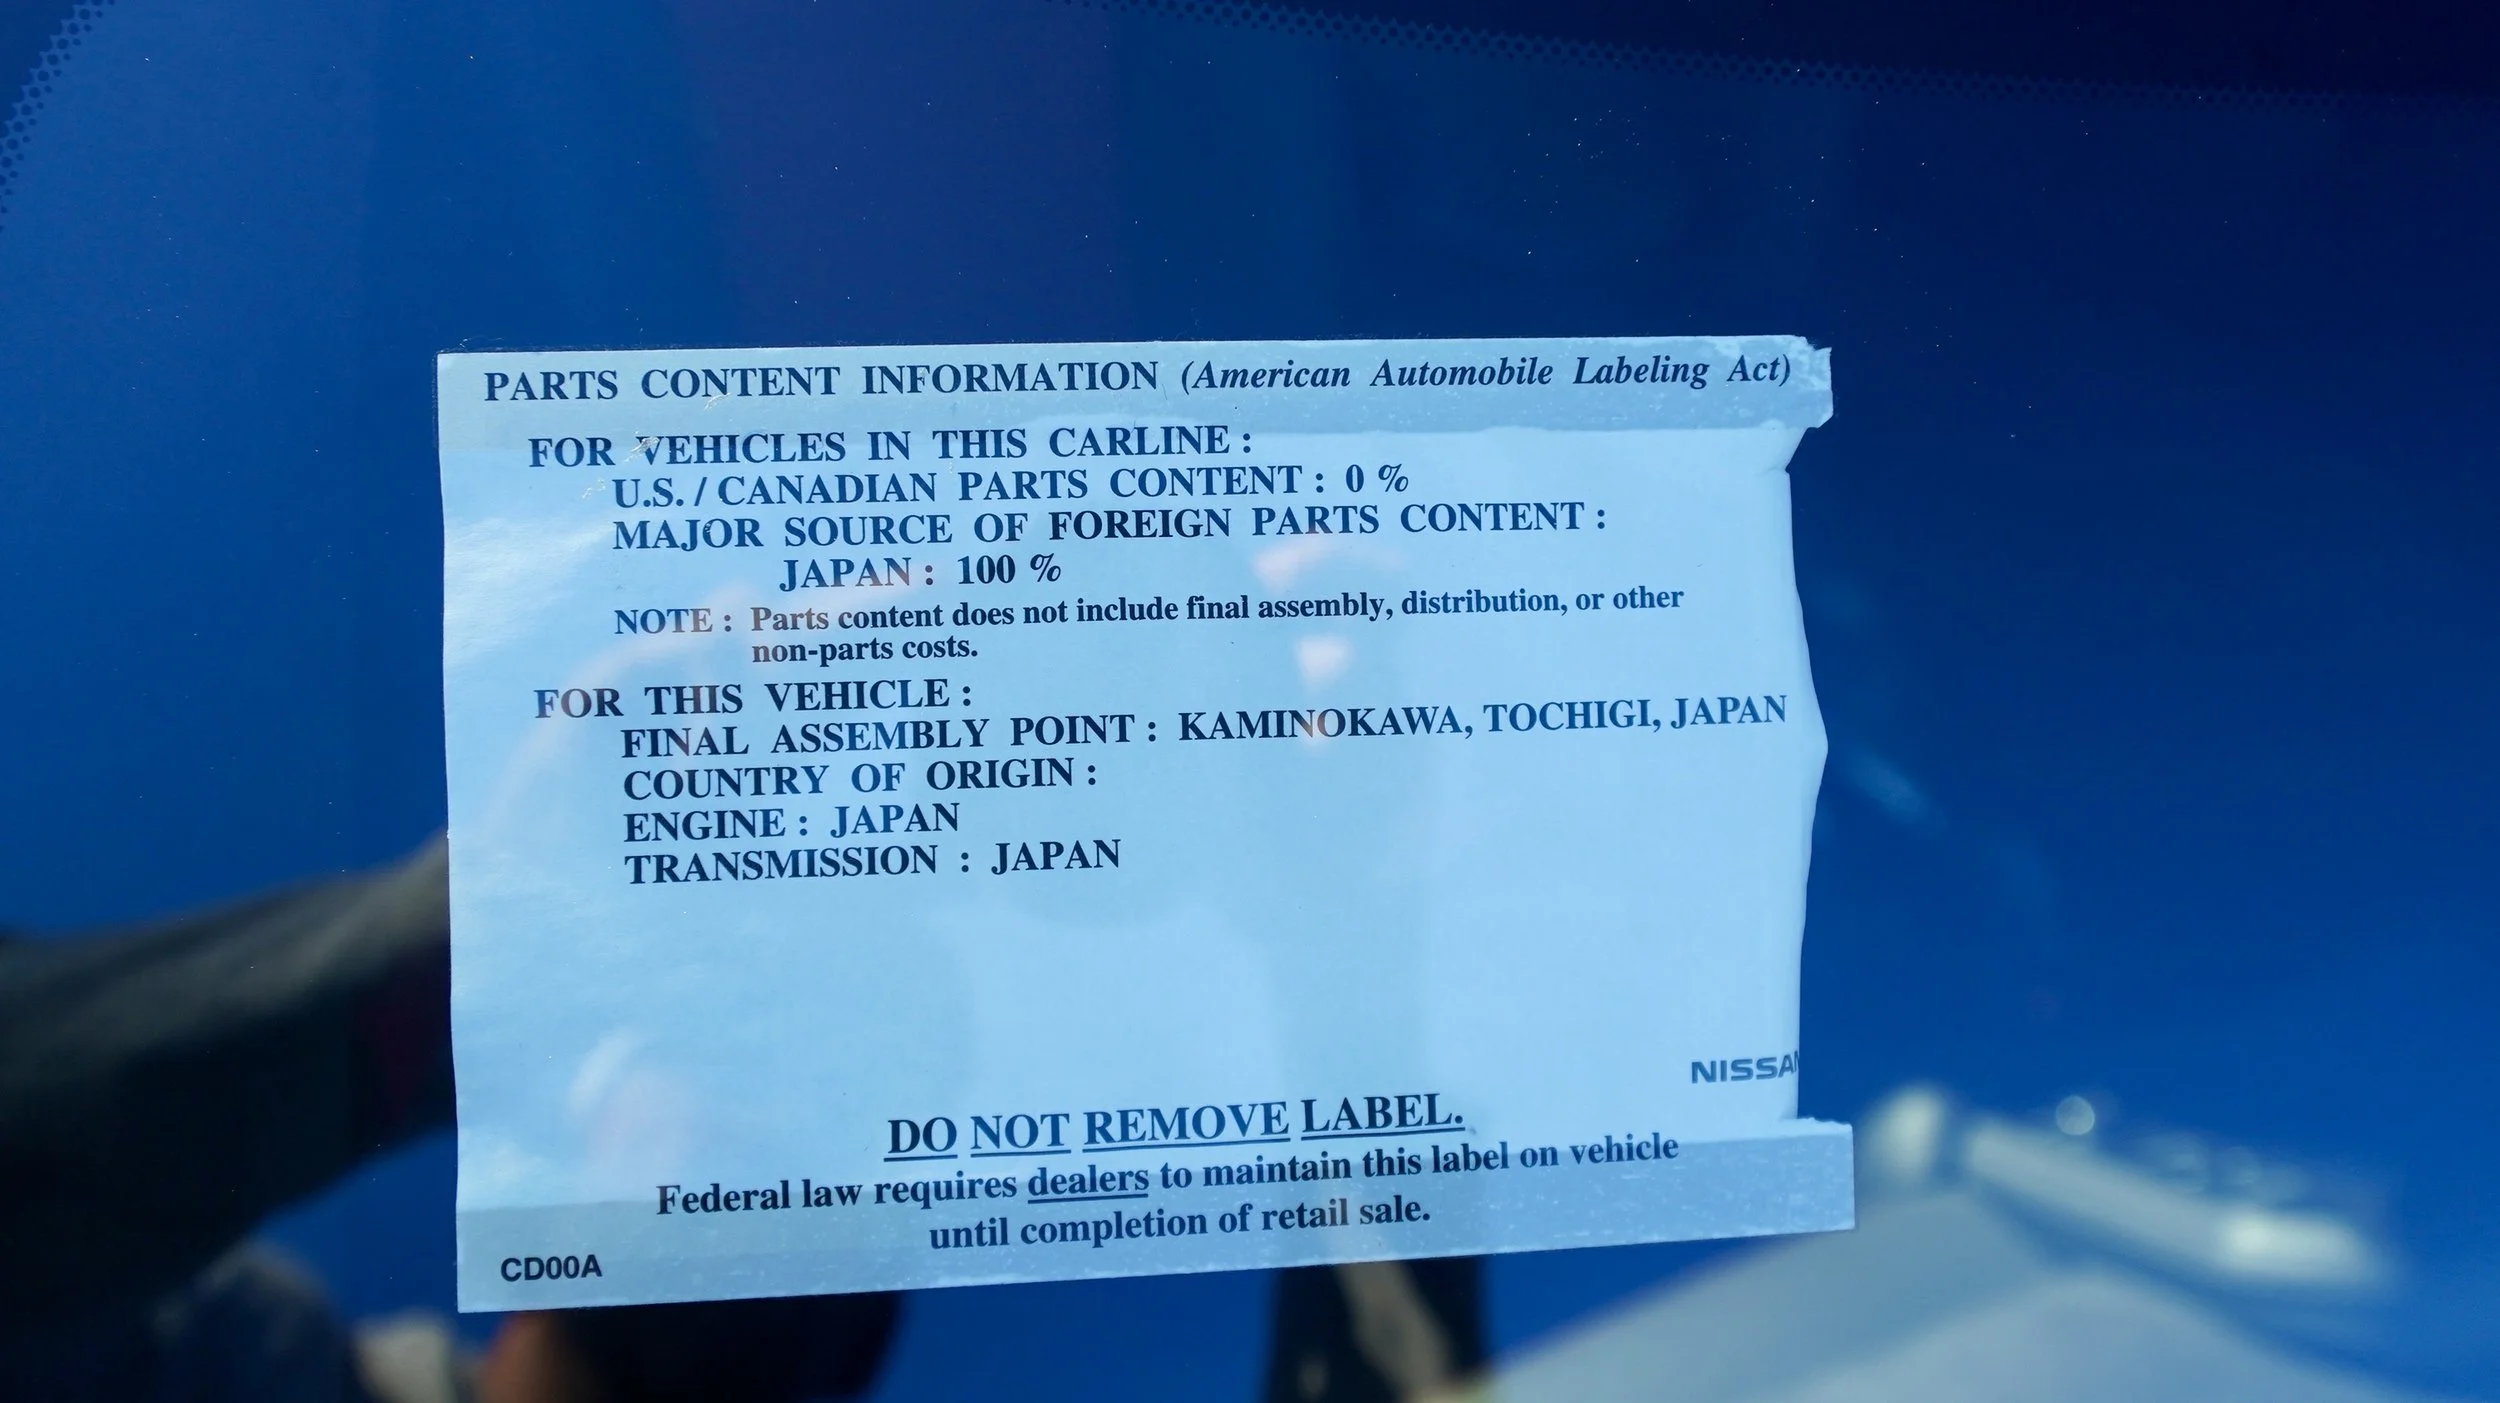 PARTS CONTENT INFORMATION (American Automobile Labeling Act)
FOR VEHICLES IN THIS CARLINE :
U.S. / CANADIAN PARTS CONTENT : 0 %
MAJOR SOURCE OF FOREIGN PARTS CONTENT :
JAPAN : 100 %
NOTE : Parts content does not include final assembly, distribution, or other
non-parts costs.
FOR THIS VEHICLE :
FINAL ASSEMBLY POINT : KAMINOKAWA, TOCHIGI, JAPAN
COUNTRY OF ORIGIN :
ENGINE : JAPAN
TRANSMISSION : JAPAN
NISSAN
DO NOT REMOVE LABEL.
Federal law requires dealers to maintain this label on vehicle
until completion of retail sale.
CD00A